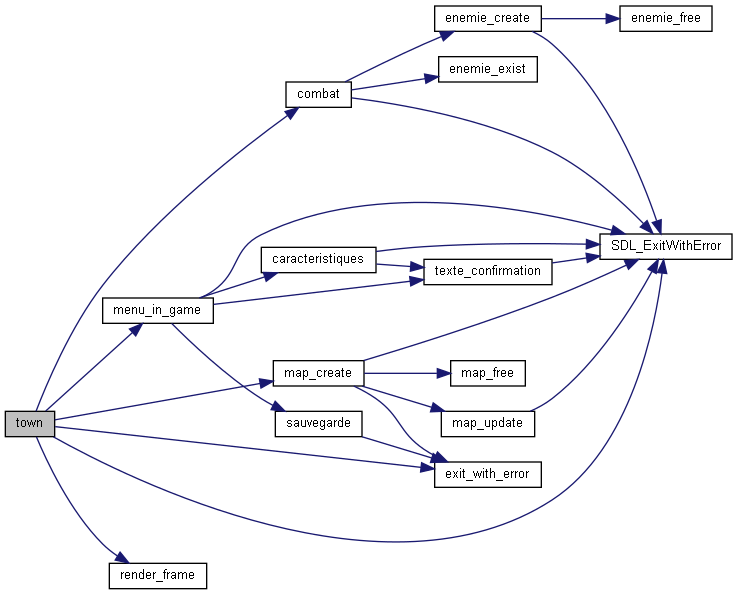 enemie_create
enemie_free
enemie_exist
combat
SDL_ExitWithError
caracteristiques
texte_confirmation
menu_in_game
map_create
map_free
town
sauvegarde
map_update
exit_with_error
render_frame